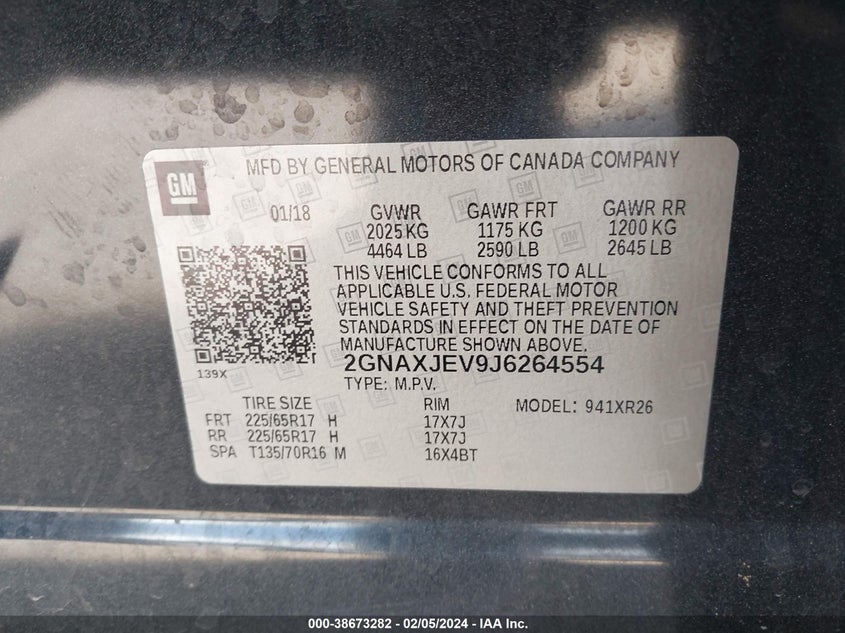 GM
MFD BY GENERAL MOTORS OF CANADA COMPANY
01/18 GVWR GAWR FRT GAWR RR
2025 KG 1175 KG 1200 KG
4464 LB 2590 LB 2645 LB
THIS VEHICLE CONFORMS TO ALL
APPLICABLE U.S. FEDERAL MOTOR
VEHICLE SAFETY AND THEFT PREVENTION
STANDARDS IN EFFECT ON THE DATE OF
MANUFACTURE SHOWN ABOVE.
2GNAXJEV9J6264554
139X
TYPE: M.P.V.
TIRE SIZE RIM MODEL: 941XR26
FRT 225/65R17 H 17X7J
RR 225/65R17 H 17X7J
SPA T135/70R16 M 16X4BT
000-38673282 - 02/05/2024 - IAA Inc.